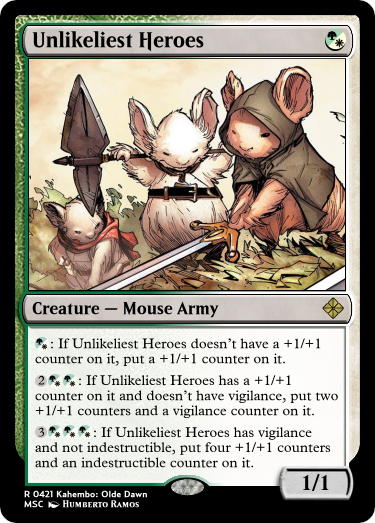 Unlikeliest Heroes
Creature — Mouse Army
: If Unlikeliest Heroes doesn't have a +1/+1
counter on it, put a +1/+1 counter on it.
2 : If Unlikeliest Heroes has a +1/+1
counter on it and doesn't have vigilance, put two
+1/+1 counters and a vigilance counter on it.
3 : If Unlikeliest Heroes has vigilance
and not indestructible, put four +1/+1 counters
and an indestructible counter on it.
1/1
R 0421 Kahembo: Olde Dawn
MSC Humberto Ramos